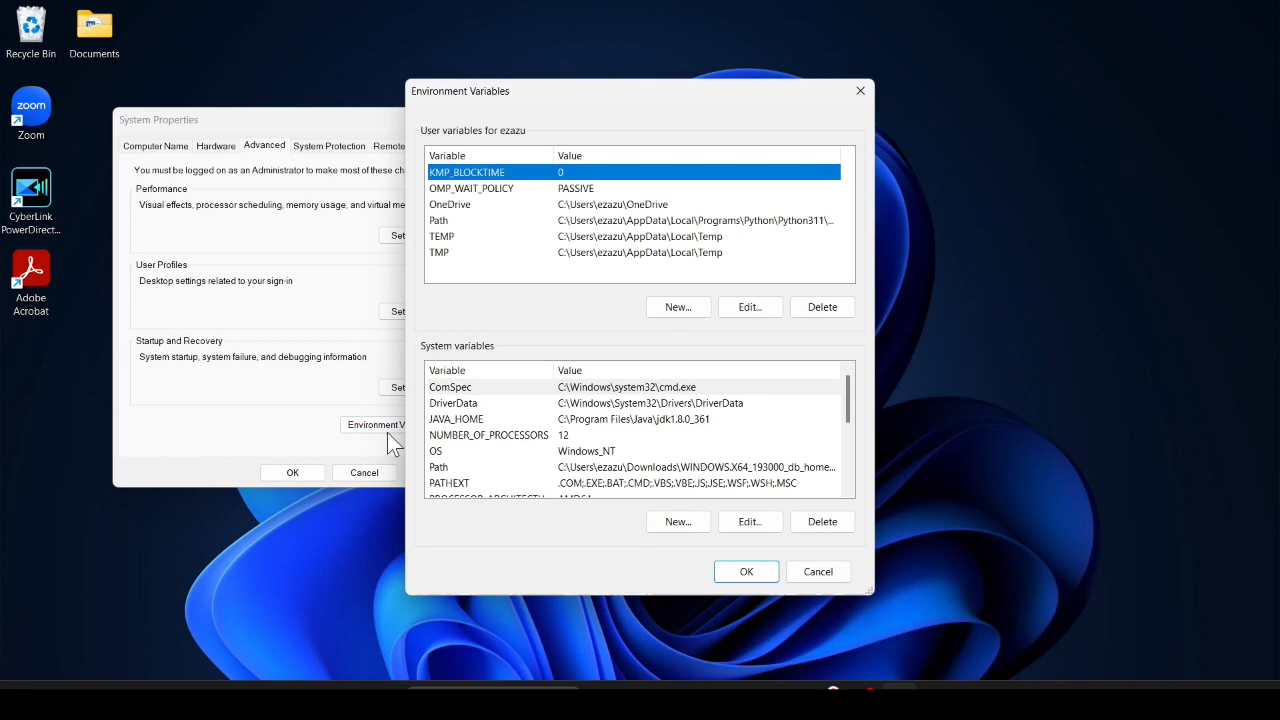 Recycle Bin
Documents
zoom
Zoom
CyberLink
PowerDirect...
Adobe
Acrobat
System Properties
Computer Name Hardware Advanced System Protection Remote
You must be logged on as an Administrator to make most of these cha
Performance
Visual effects, processor scheduling, memory usage, and virtual me
Set
User Profiles
Desktop settings related to your sign-in
Set
Startup and Recovery
System startup, system failure, and debugging information
Set
Environment V
OK Cancel
Environment Variables
User variables for ezazu
Variable Value
KMP_BLOCKTIME 0
OMP_WAIT_POLICY PASSIVE
OneDrive C:\Users\ezazu\OneDrive
Path C:\Users\ezazu\AppData\Local\Programs\Python\Python311\...
TEMP C:\Users\ezazu\AppData\Local\Temp
TMP C:\Users\ezazu\AppData\Local\Temp
New... Edit... Delete
System variables
Variable Value
ComSpec C:\Windows\system32\cmd.exe
DriverData C:\Windows\System32\Drivers\DriverData
JAVA_HOME C:\Program Files\Java\jdk1.8.0_361
NUMBER_OF_PROCESSORS 12
OS Windows_NT
Path C:\Users\ezazu\Downloads\WINDOWS.X64_193000_db_home...
PATHEXT .COM;.EXE;.BAT;.CMD;.VBS;.VBE;.JS;.JSE;.WSF;.WSH;.MSC
New... Edit... Delete
OK Cancel